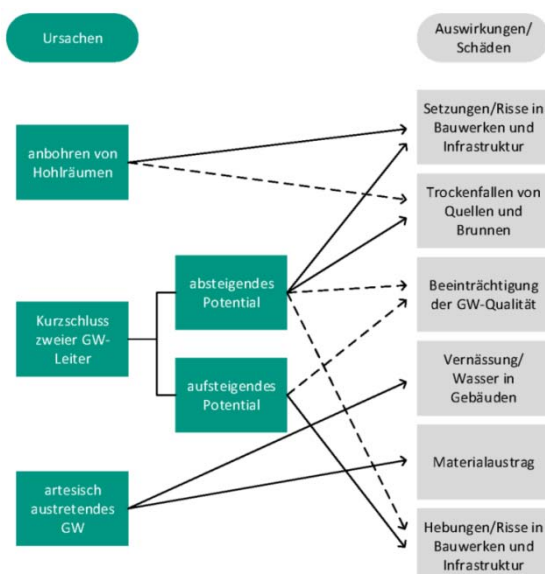 Ursachen
Auswirkungen/
Schäden
anbohren von
Hohlräumen
Setzungen/Risse in
Bauwerken und
Infrastruktur
Trockenfallen von
Quellen und
Brunnen
Kurzschluss
zweier GW-
Leiter
absteigendes
Potential
aufsteigendes
Potential
Beeinträchtigung
der GW-Qualität
Vernässung/
Wasser in
Gebäuden
artesisch
austretendes
GW
Materialaustrag
Hebungen/Risse in
Bauwerken und
Infrastruktur